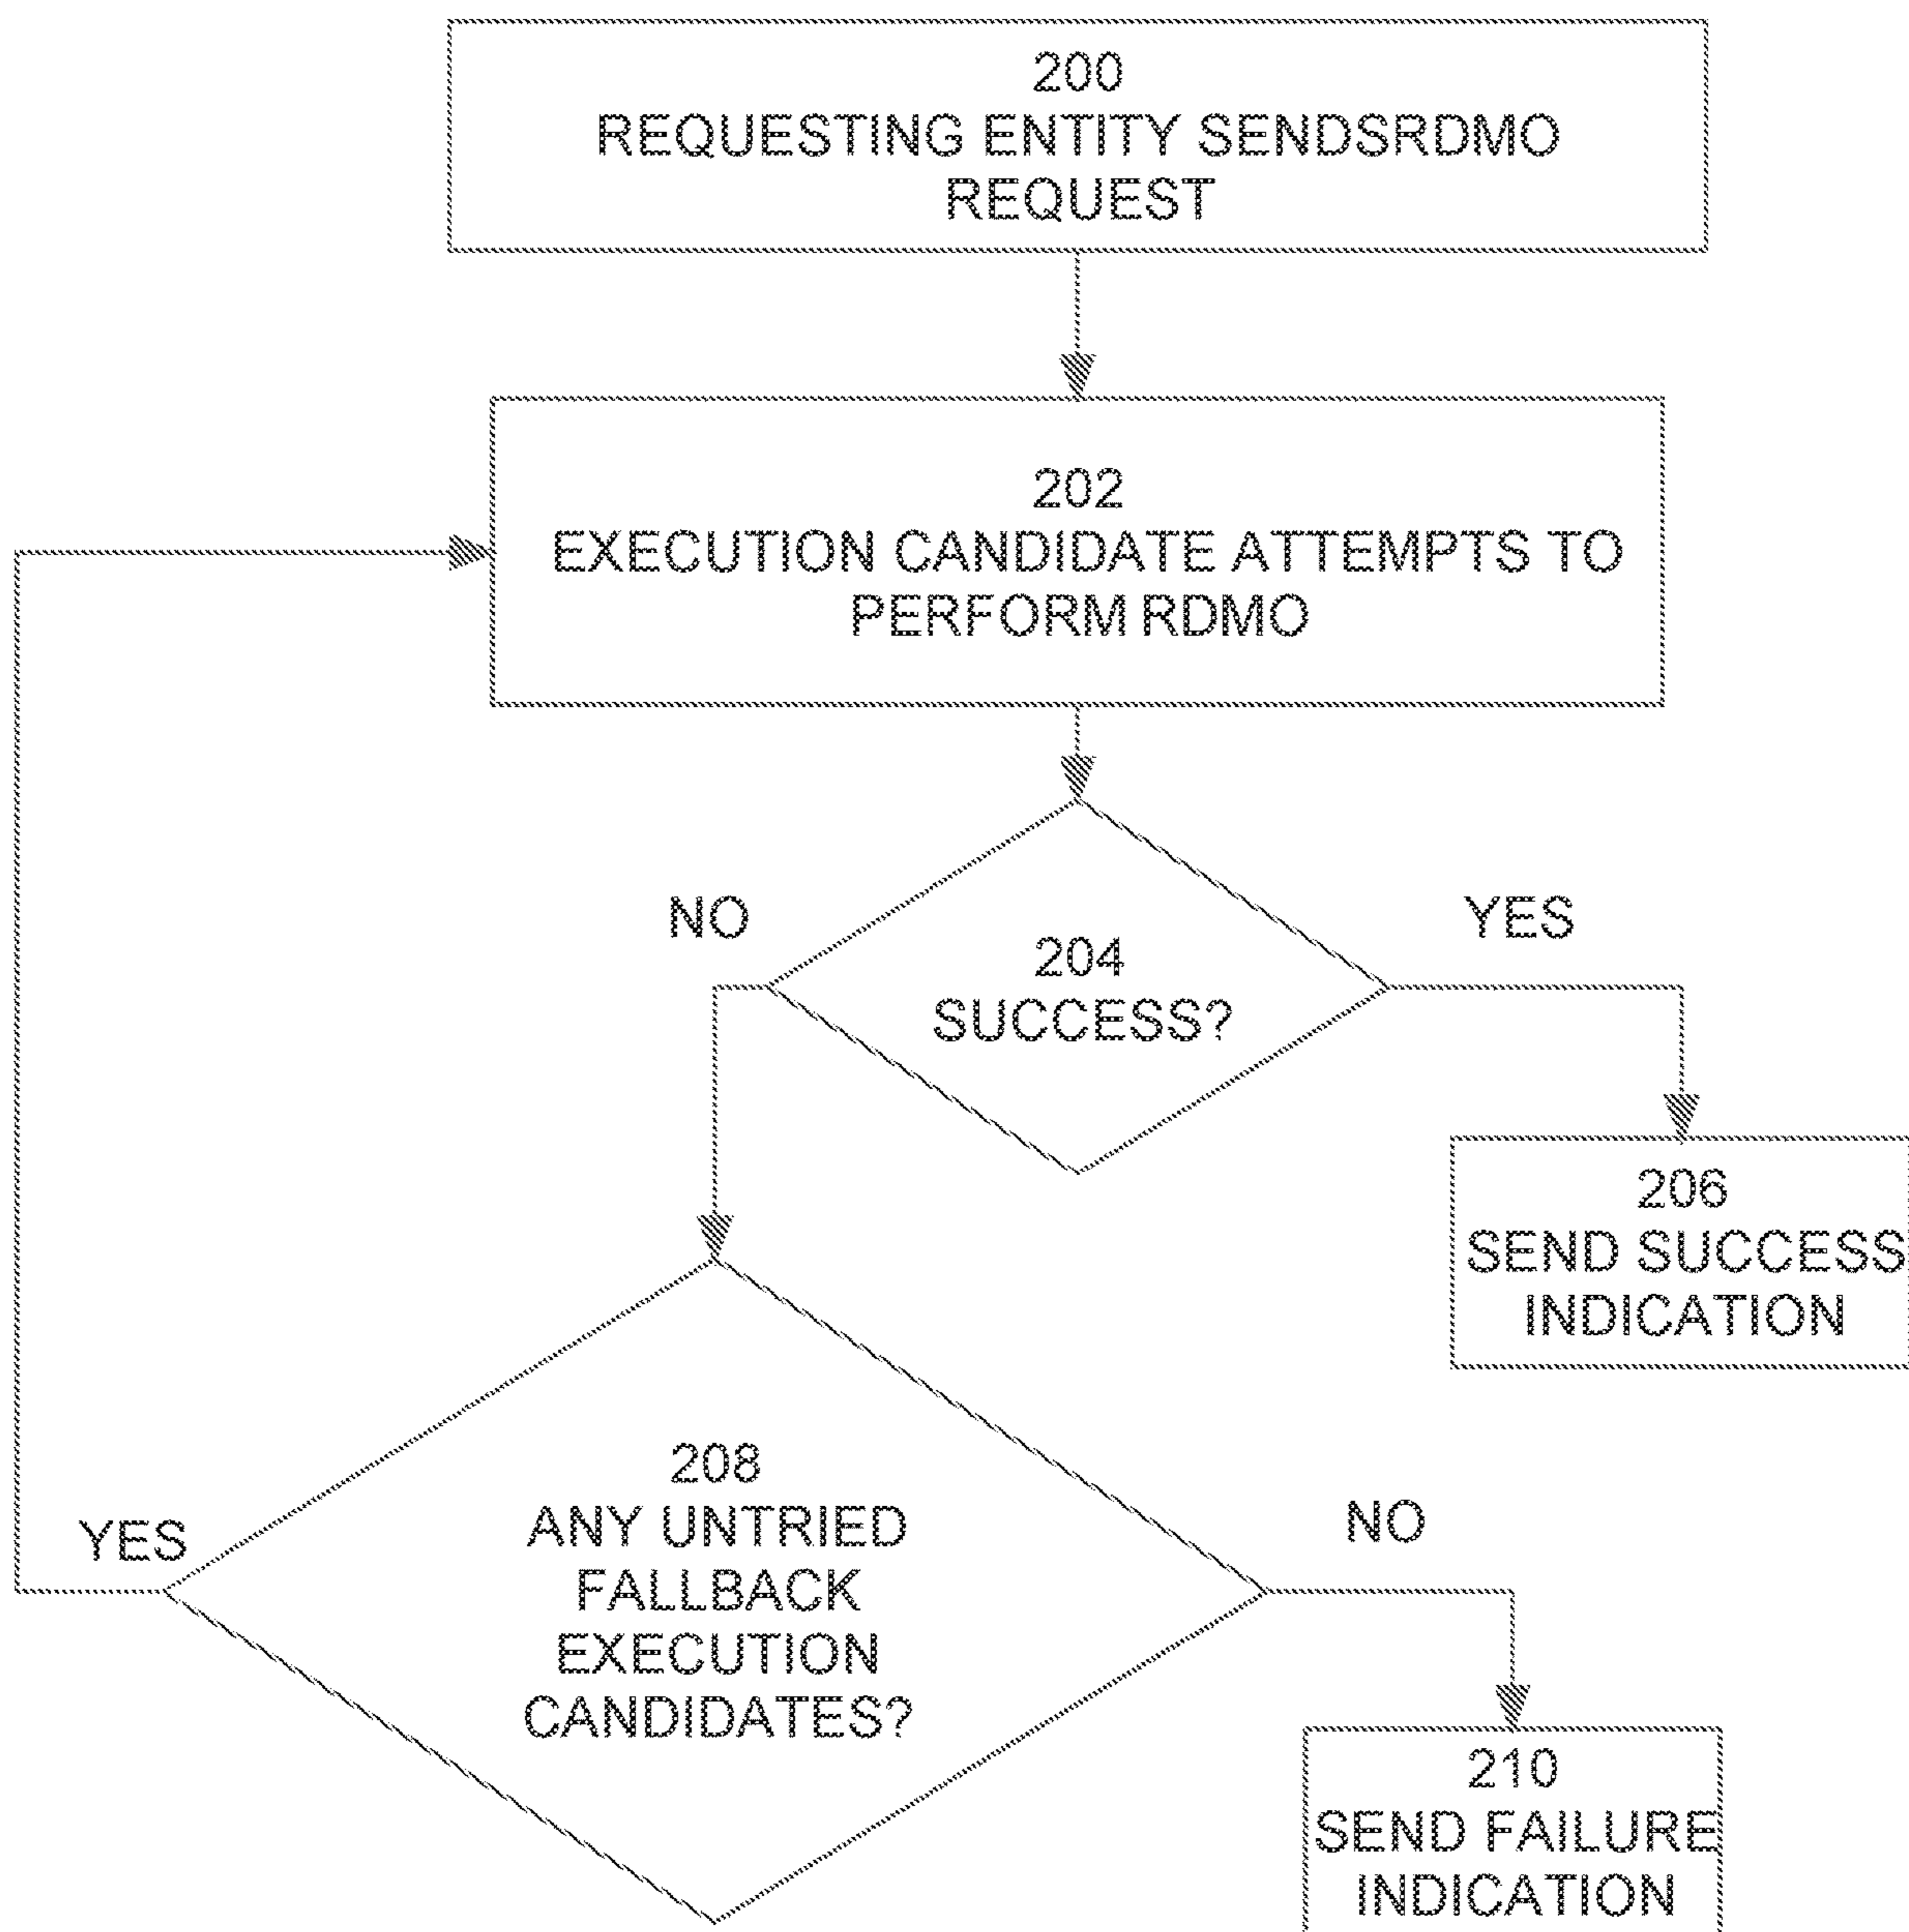 200
REQUESTING ENTITY SENDSRDMO
REQUEST
202
EXECUTION CANDIDATE ATTEMPTS TO
PERFORM RDMO
NO
YES
204
SUCCESS?
206
SEND SUCCESS
INDICATION
208
ANY UNTRIED
FALLBACK
EXECUTION
CANDIDATES?
YES
NO
210
SEND FAILURE
INDICATION